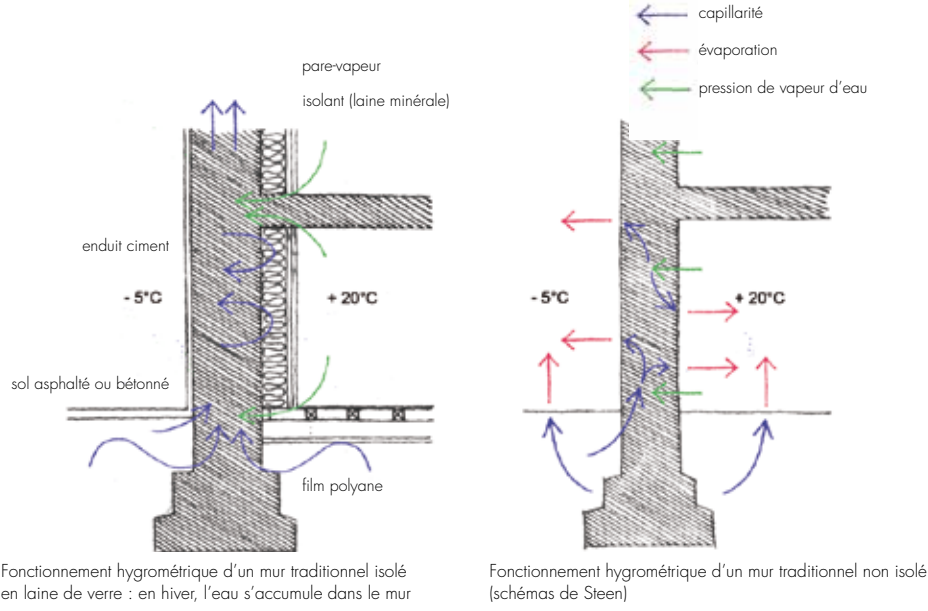 capillarité
évaporation
pression de vapeur d'eau
pare-vapeur
isolant (laine minérale)
enduit ciment
- 5°C
+ 20°C
sol asphalté ou bétonné
film polyane
- 5°C
+ 20°C
Fonctionnement hygrométrique d'un mur traditionnel isolé
en laine de verre : en hiver, l'eau s'accumule dans le mur
Fonctionnement hygrométrique d'un mur traditionnel non isolé
(schémas de Steen)